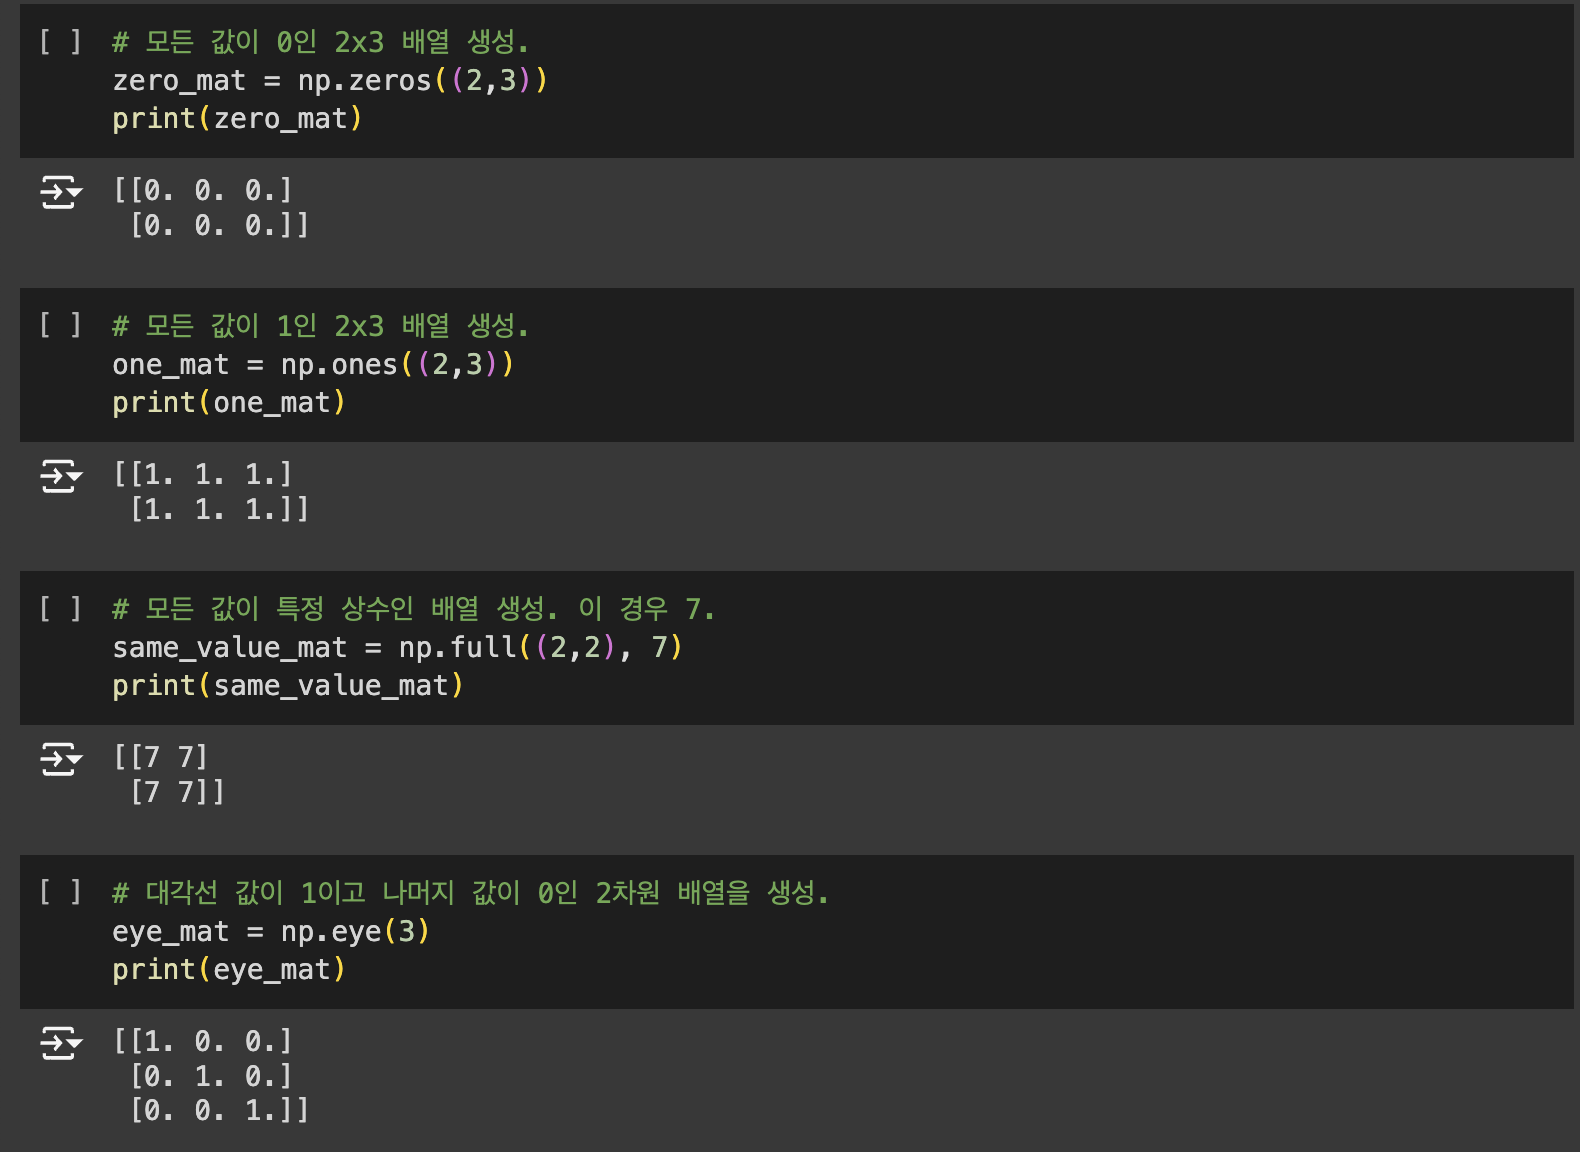 [ ] # 모든 값이 0인 2x3 배열 생성.
zero_mat = np.zeros((2,3))
print(zero_mat)
[[0. 0. 0.]
[0. 0. 0.]]
[ ] # 모든 값이 1인 2x3 배열 생성.
one_mat = np.ones((2,3))
print(one_mat)
[[1. 1. 1.]
[1. 1. 1.]]
[ ] # 모든 값이 특정 상수인 배열 생성. 이 경우 7.
same_value_mat = np.full((2,2), 7)
print(same_value_mat)
[[7 7]
[7 7]]
[ ] # 대각선 값이 1이고 나머지 값이 0인 2차원 배열을 생성.
eye_mat = np.eye(3)
print(eye_mat)
[[1. 0. 0.]
[0. 1. 0.]
[0. 0. 1.]]